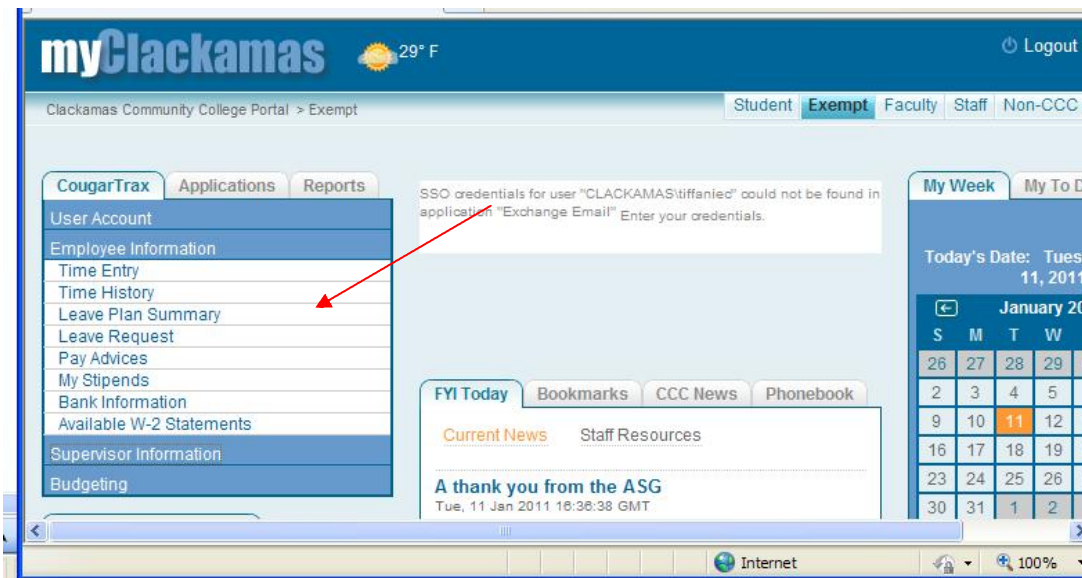 myClackamas
29° F
Logout
Clackamas Community College Portal > Exempt
Student Exempt Faculty Staff Non-CCC
CougarTrax Applications Reports
User Account
Employee Information
Time Entry
Time History
Leave Plan Summary
Leave Request
Pay Advices
My Stipends
Bank Information
Available W-2 Statements
Supervisor Information
Budgeting
SSO credentials for user "CLACKAMAS\tiffaniec" could not be found in
application "Exchange Email" Enter your credentials.
FYI Today Bookmarks CCC News Phonebook
Current News Staff Resources
A thank you from the ASG
Tue, 11 Jan 2011 16:36:38 GMT
My Week My To D
Today's Date: Tues
11, 2011
January 20
S M T W
26 27 28 29
2 3 4 5
9 10 11 12
16 17 18 19
23 24 25 26
30 31 1 2
Internet
100%